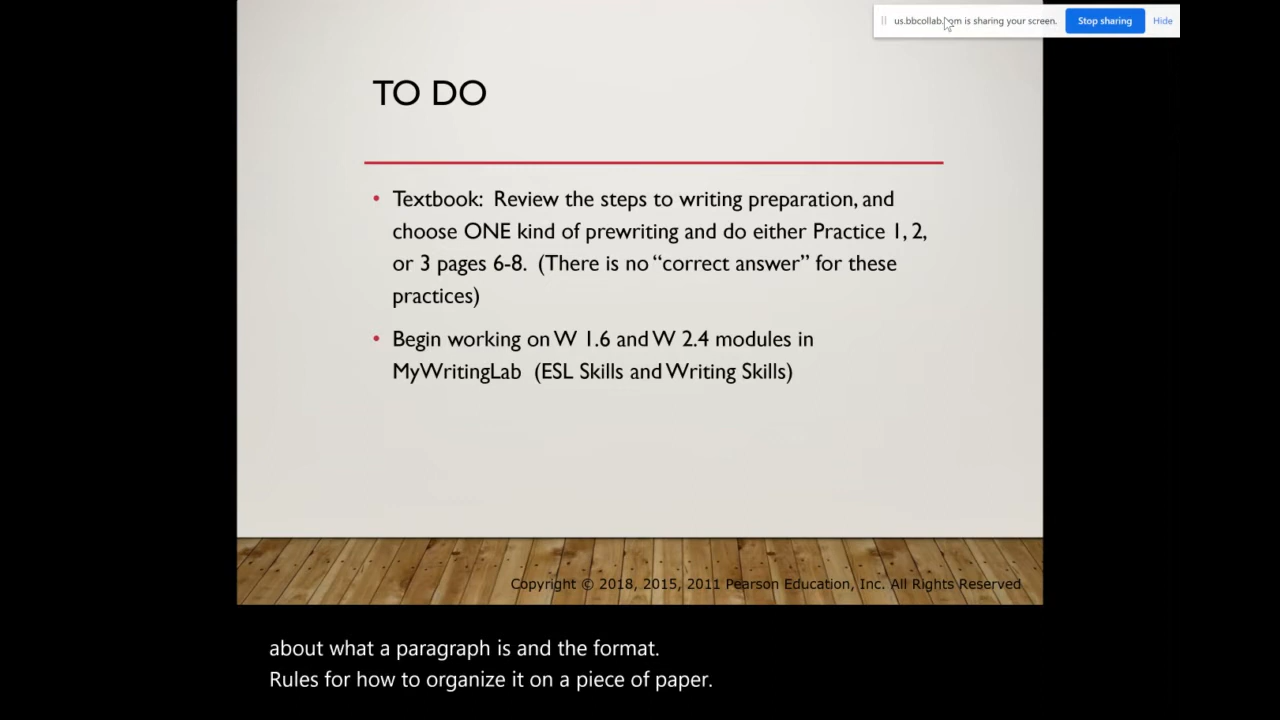 us.bbcollab.com is sharing your screen. Stop sharing Hide
TO DO
• Textbook: Review the steps to writing preparation, and
choose ONE kind of prewriting and do either Practice 1, 2,
or 3 pages 6-8. (There is no “correct answer” for these
practices)
• Begin working on W 1.6 and W 2.4 modules in
MyWritingLab (ESL Skills and Writing Skills)
Copyright © 2018, 2015, 2011 Pearson Education, Inc. All Rights Reserved
about what a paragraph is and the format.
Rules for how to organize it on a piece of paper.